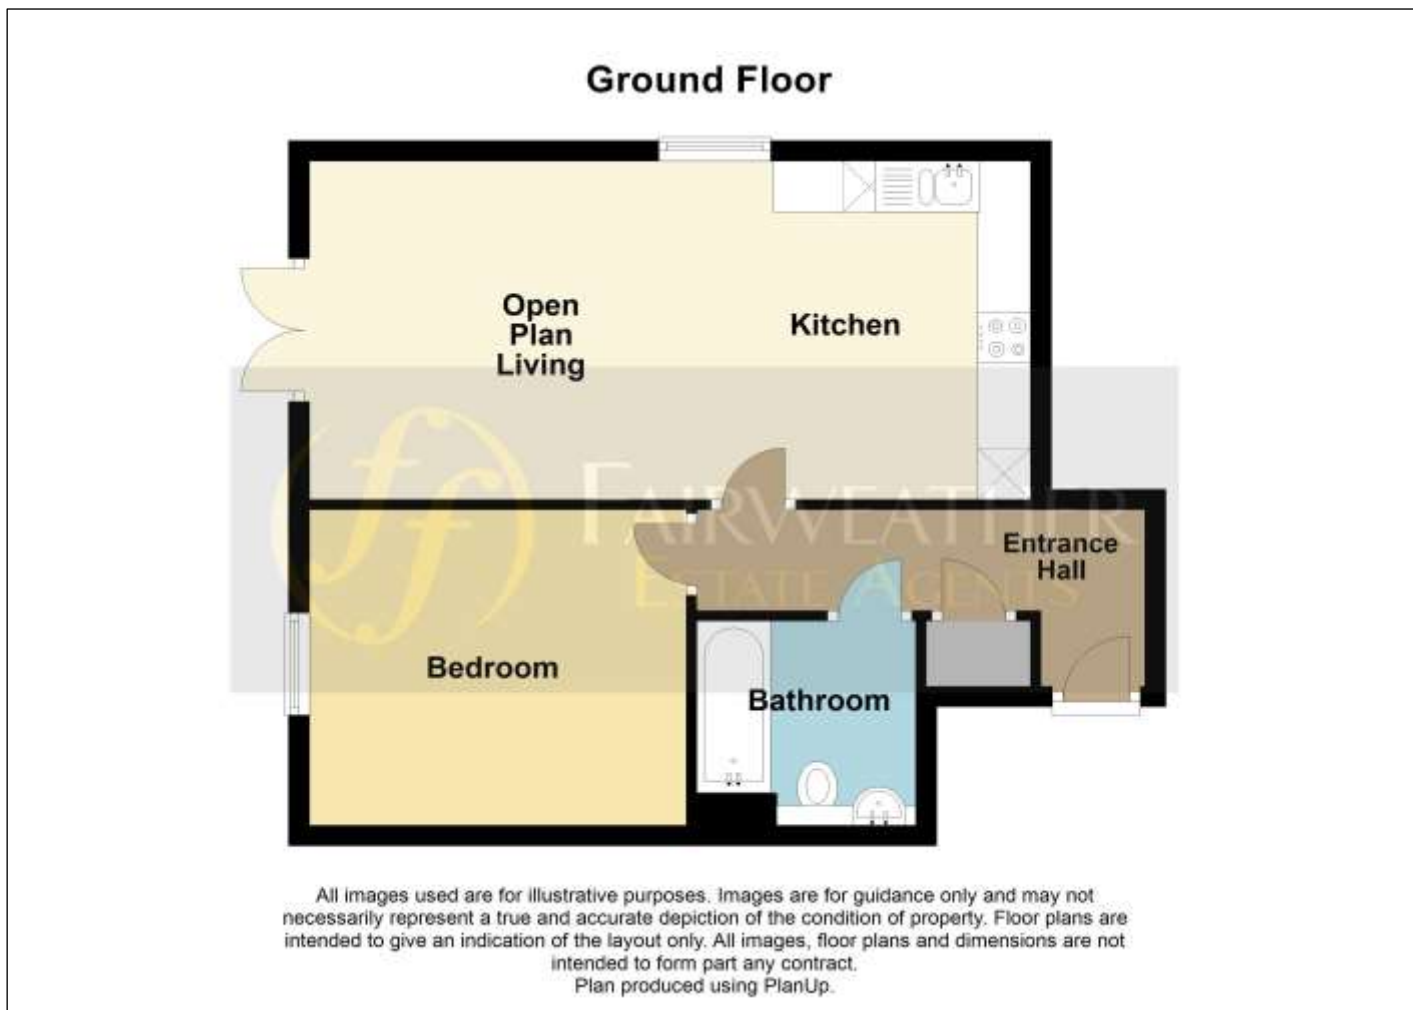 Ground Floor
Open
Plan
Living
Kitchen
FAIRWEATHER
ESTATE AGENTS
Entrance
Hall
Bedroom
Bathroom
All images used are for illustrative purposes. Images are for guidance only and may not
necessarily represent a true and accurate depiction of the condition of property. Floor plans are
intended to give an indication of the layout only. All images, floor plans and dimensions are not
intended to form part any contract.
Plan produced using PlanUp.